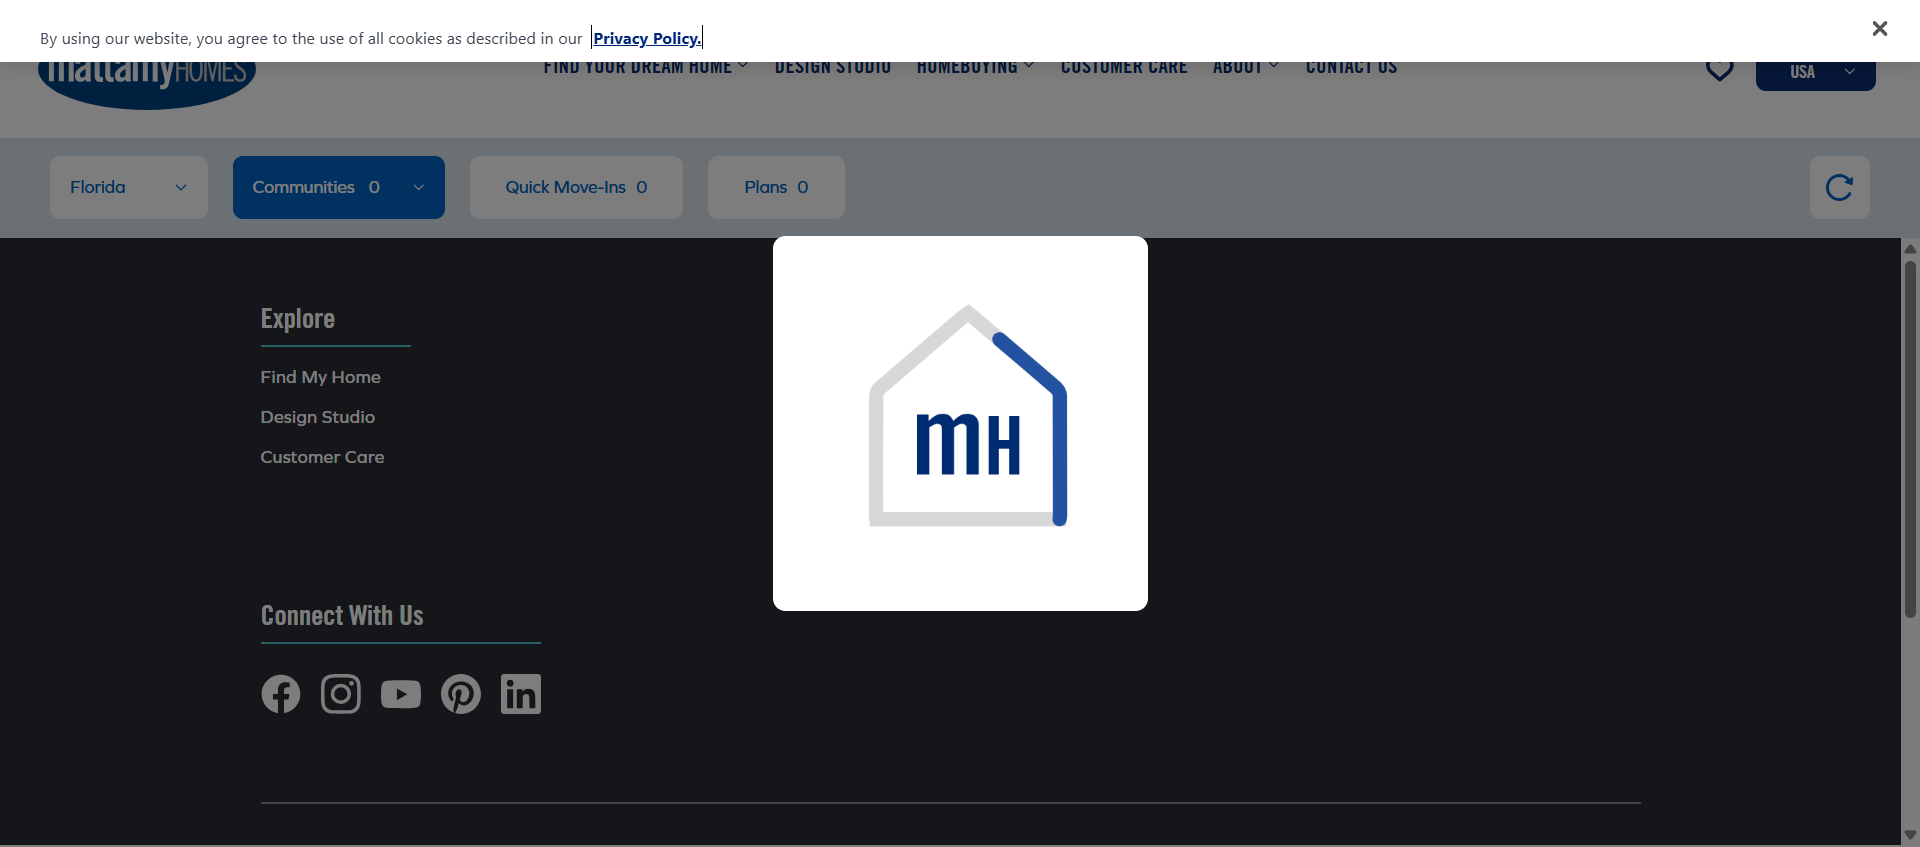 By using our website, you agree to the use of all cookies as described in our Privacy Policy.
mattamyHOMES
FIND YOUR DREAM HOME
DESIGN STUDIO
HOMEBUYING
CUSTOMER CARE
ABOUT
CONTACT US
USA
Florida
Communities 0
Quick Move-Ins 0
Plans 0
Explore
Find My Home
Design Studio
Customer Care
mH
Connect With Us